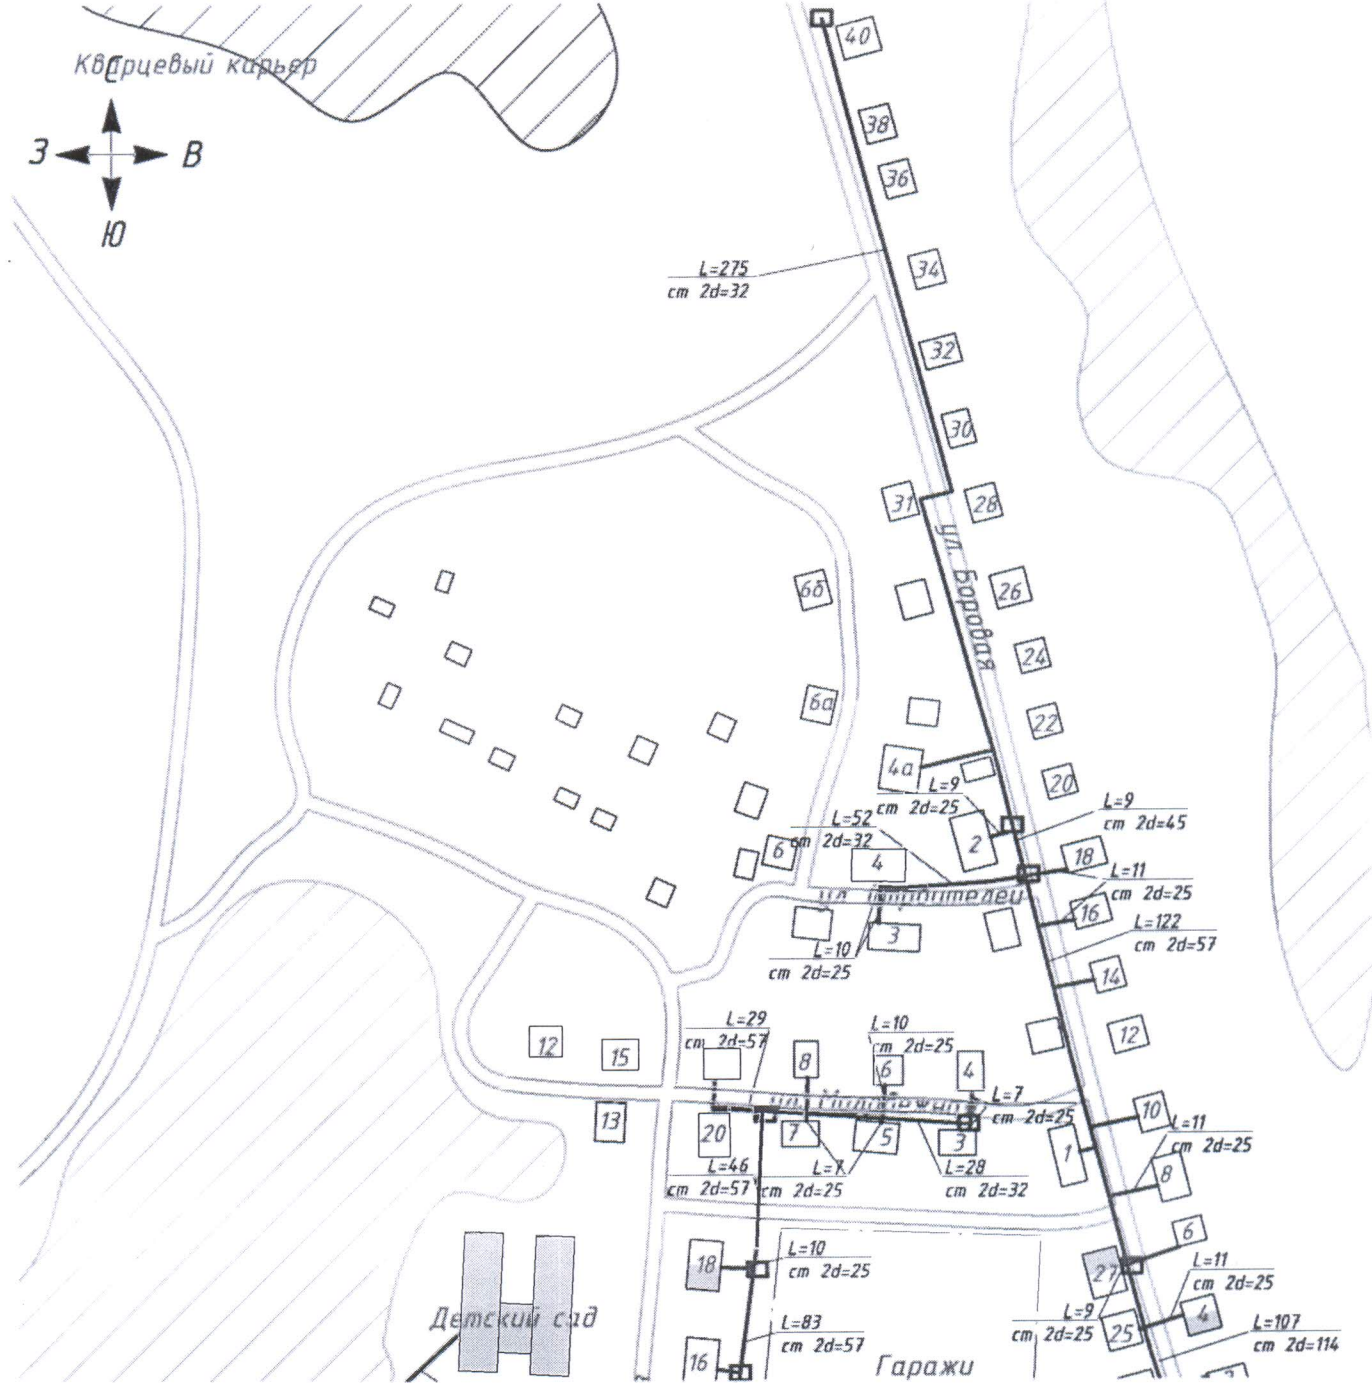 40
Кварцевый карьер
С
38
З
В
36
Ю
34
L=275
ст 2d=32
32
30
31
28
ул. Боровая
6б
26
24
6а
22
4а
20
L=9
ст 2d=25
L=9
ст 2d=45
L=52
ст 2d=32
2
6
4
18
L=11
ст 2d=25
ул. Строителей
16
L=122
ст 2d=57
3
L=10
ст 2d=25
14
L=29
ст 2d=57
L=10
ст 2d=25
12
12
15
8
6
4
L=7
ст 2d=25
10
13
20
7
5
3
L=11
ст 2d=25
1
L=46
ст 2d=57
L=7
ст 2d=25
L=28
ст 2d=32
8
6
L=10
ст 2d=25
18
27
L=11
ст 2d=25
Детский сад
L=83
ст 2d=57
L=9
ст 2d=25
25
4
L=107
ст 2d=114
16
Гаражи